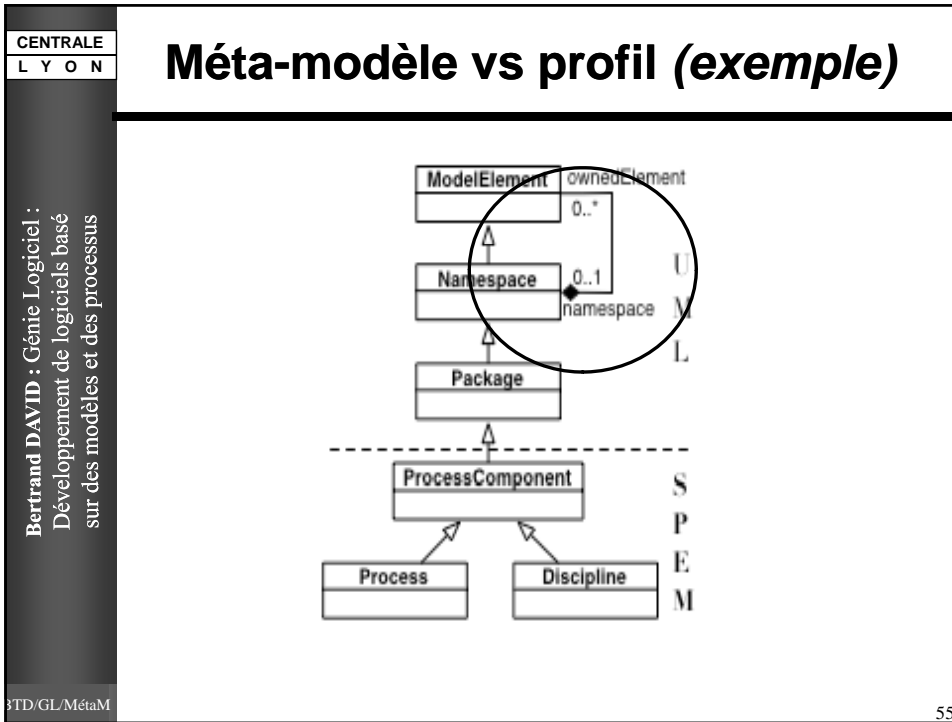 CENTRALE
L Y O N
Méta-modèle vs profil (exemple)
Bertrand DAVID : Génie Logiciel :
Développement de logiciels basé
sur des modèles et des processus
ModelElement
ownedElement
0..*
Namespace
0..1
namespace
U
M
L
Package
ProcessComponent
S
P
E
M
Process
Discipline
BTD/GL/MétaM
55